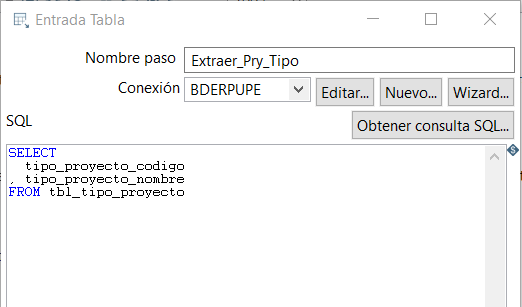 Entrada Tabla
Nombre paso Extraer_Pry_Tipo
Conexión BDERPUPE Editar... Nuevo... Wizard...
SQL Obtener consulta SQL...
SELECT
  tipo_proyecto_codigo
, tipo_proyecto_nombre
FROM tbl_tipo_proyecto